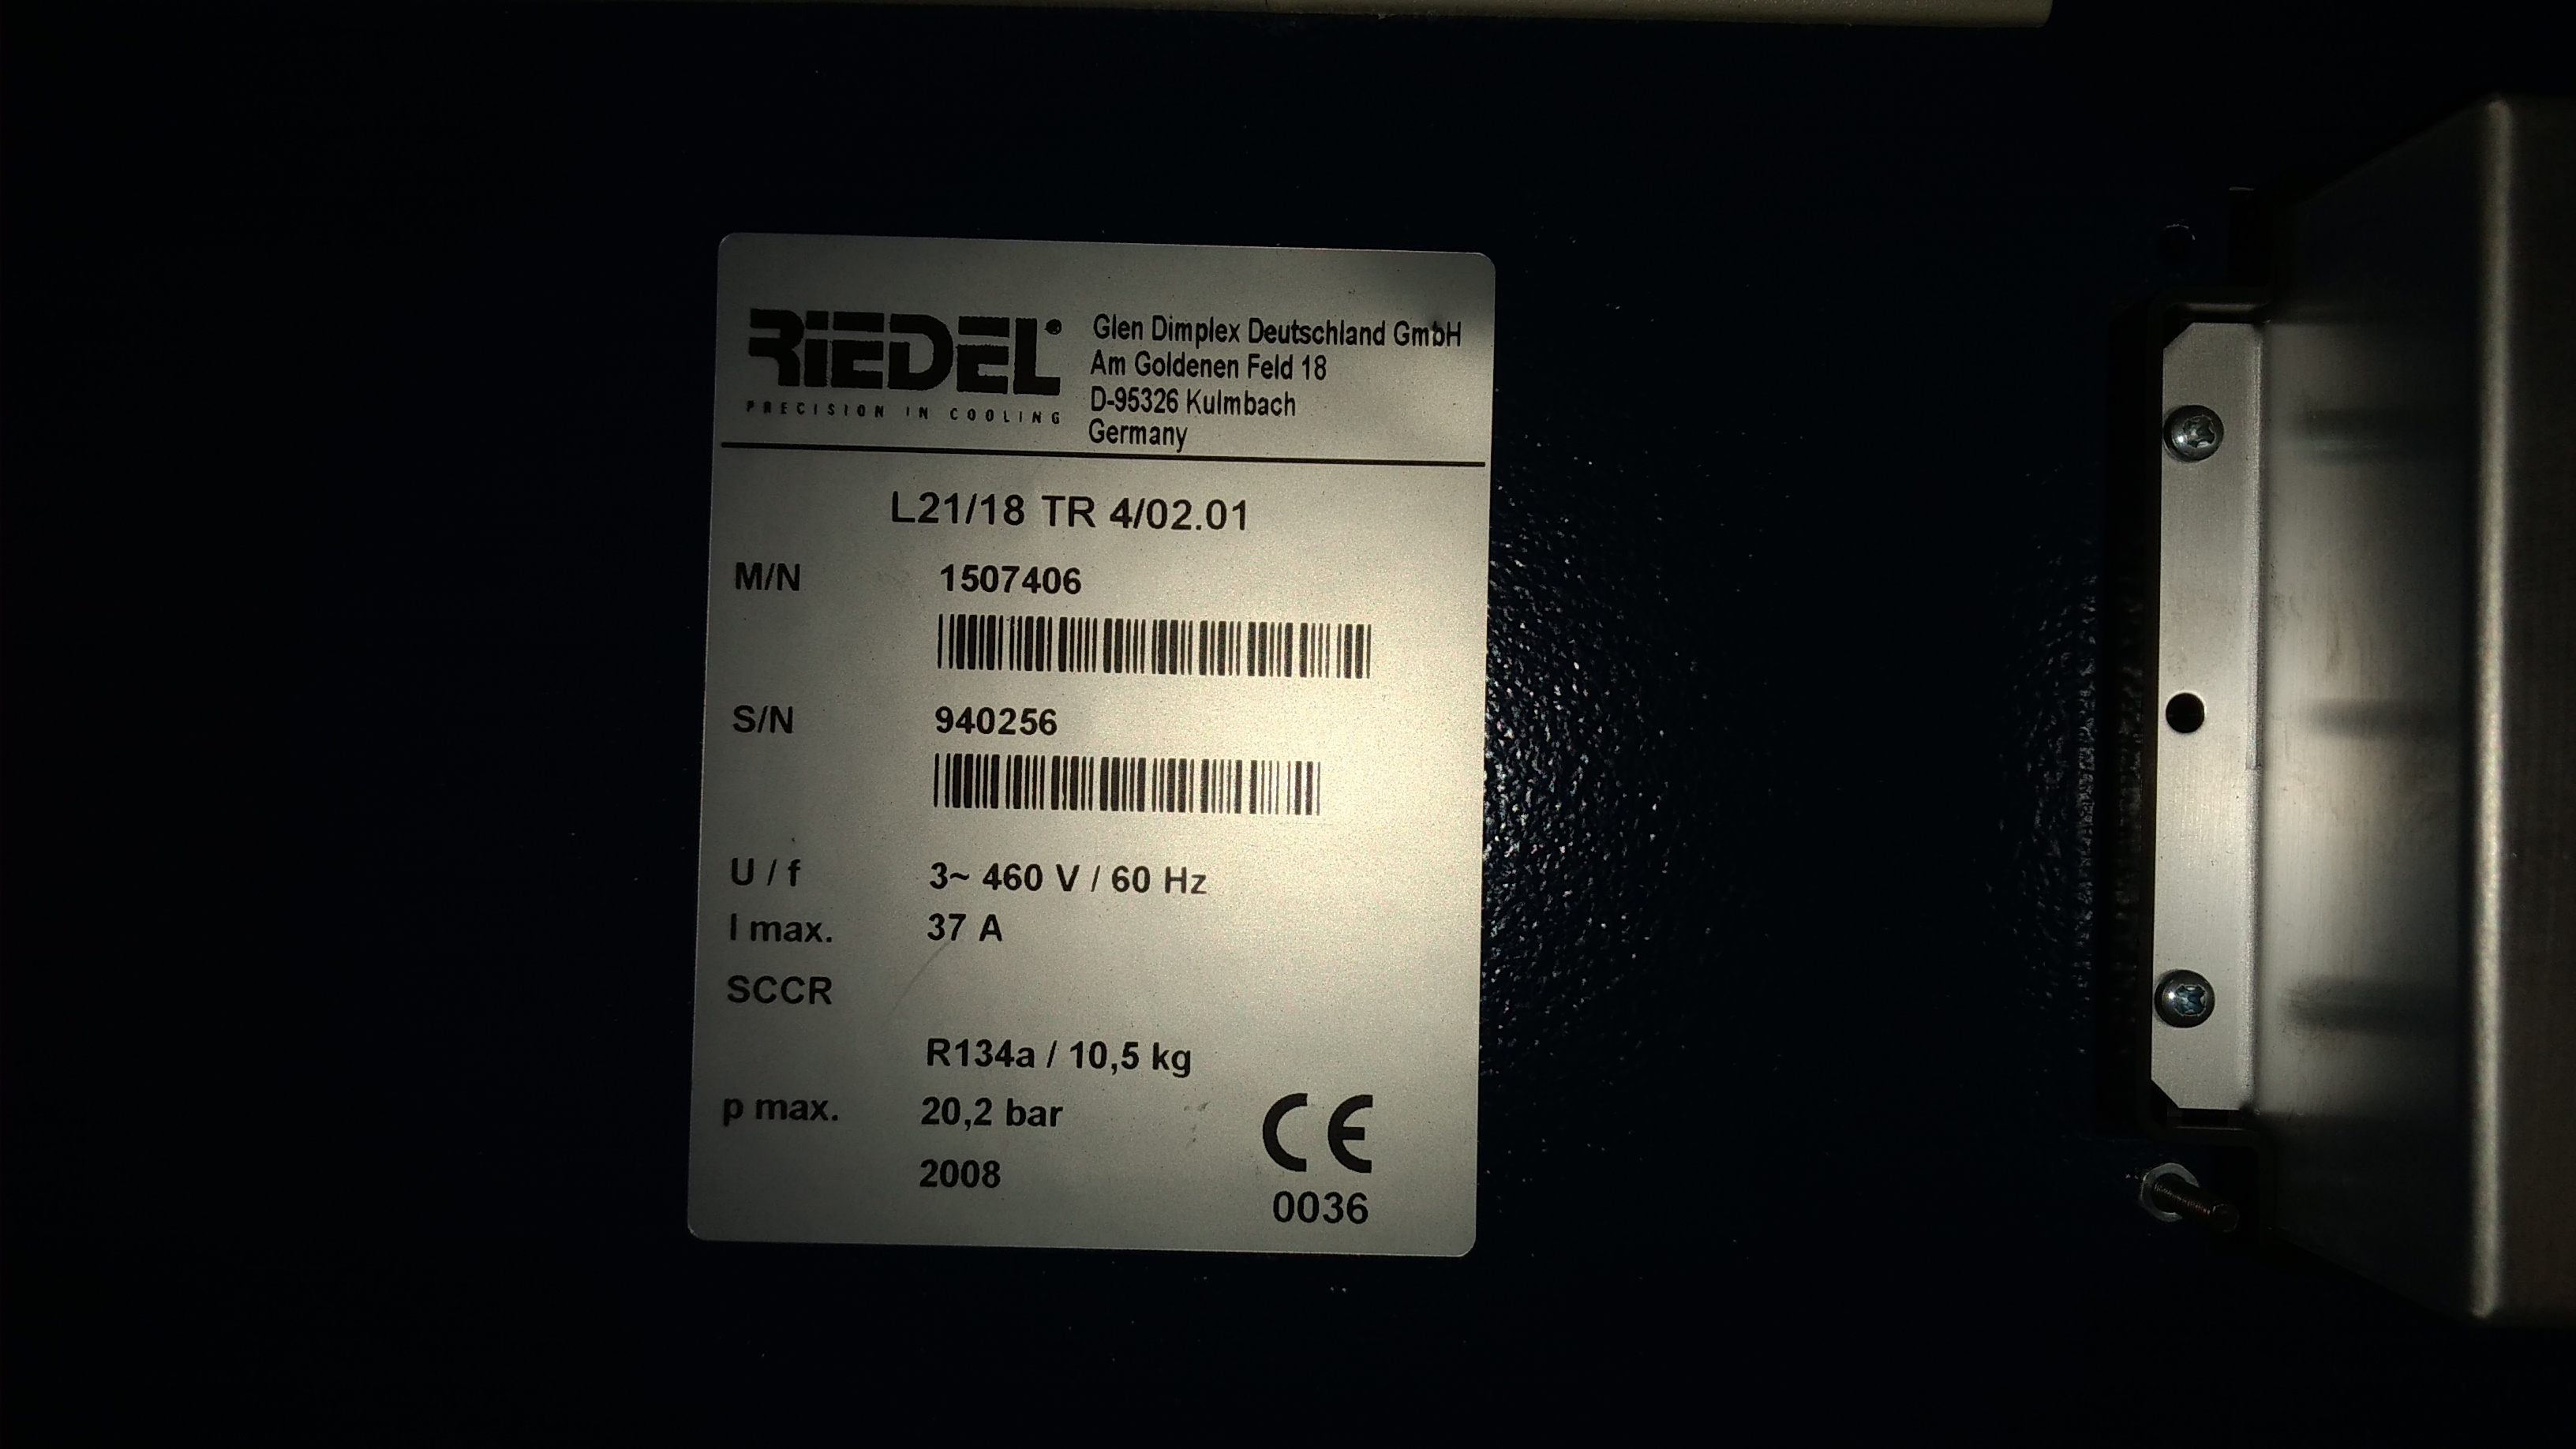 RIEDEL®
PRECISION IN COOLING
Glen Dimplex Deutschland GmbH
Am Goldenen Feld 18
D-95326 Kulmbach
Germany
L21/18 TR 4/02.01
M/N 1507406
S/N 940256
U / f 3~ 460 V / 60 Hz
I max. 37 A
SCCR
R134a / 10,5 kg
p max. 20,2 bar
2008
CE
0036